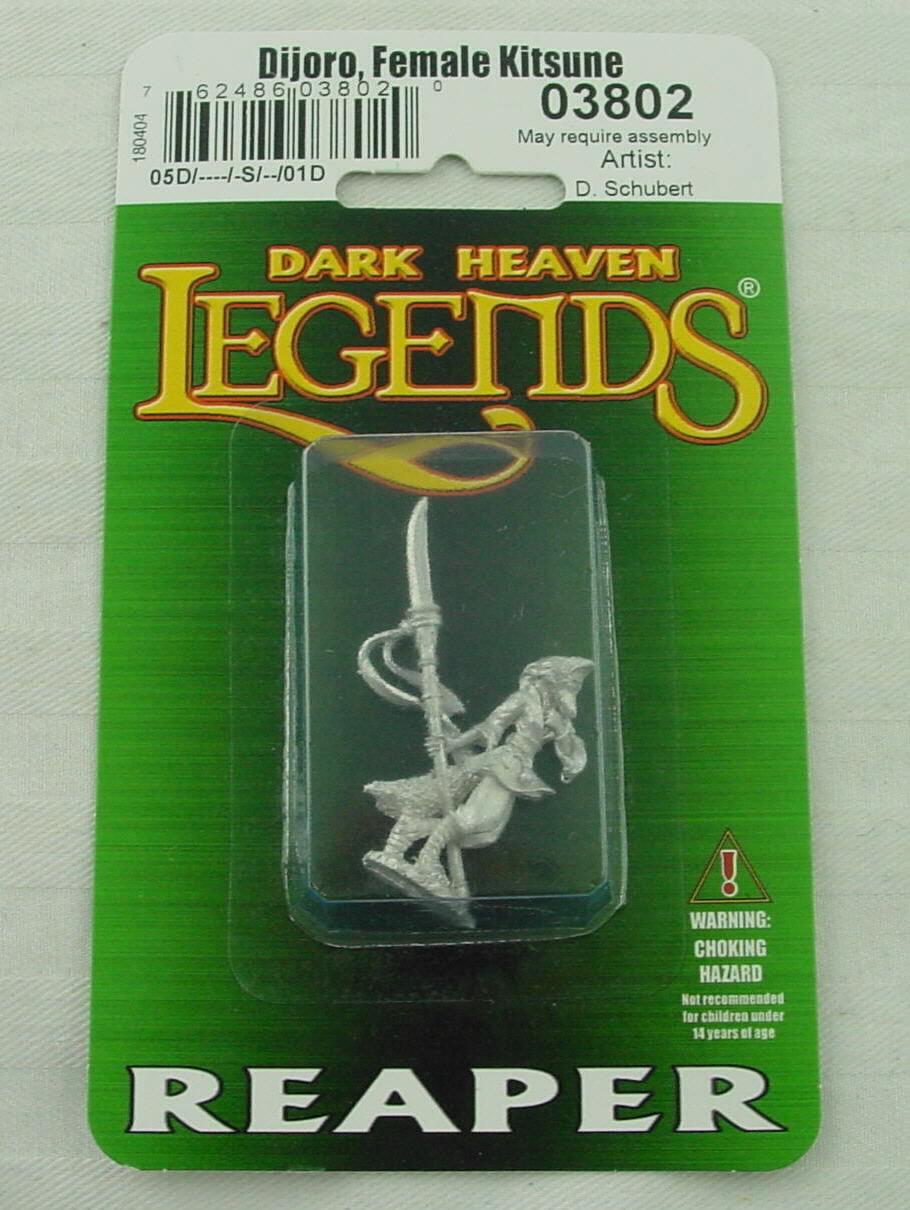 Dijoro, Female Kitsune
7 62486 03802 0
03802
May require assembly
Artist:
D. Schubert
180404
05D/----/-S/--/01D
DARK HEAVEN
LEGENDS®
WARNING:
CHOKING
HAZARD
Not recommended
for children under
14 years of age
REAPER